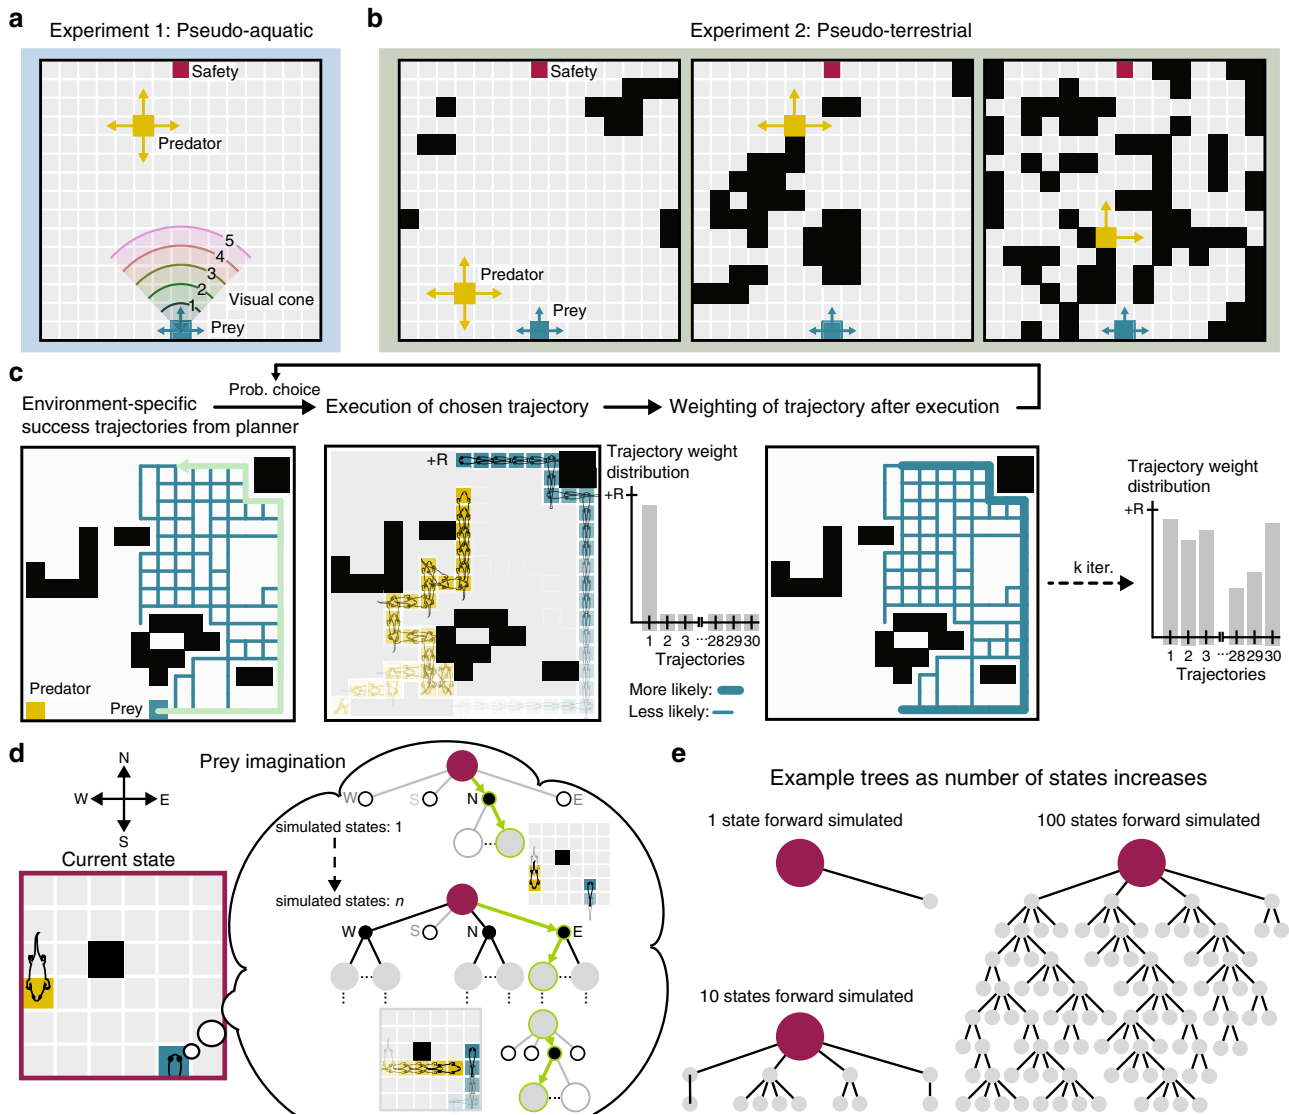 a
Experiment 1: Pseudo-aquatic
Safety
Predator
5
4
3
2
1
Visual cone
Prey
b
Experiment 2: Pseudo-terrestrial
Safety
Predator
Prey
c
Environment-specific
success trajectories from planner
Prob. choice
Execution of chosen trajectory
Weighting of trajectory after execution
Predator
Prey
+R
Trajectory weight
distribution
+R
1 2 3 ... 28 29 30
Trajectories
More likely:
Less likely:
k iter.
Trajectory weight
distribution
+R
1 2 3 ... 28 29 30
Trajectories
d
N
W E
S
Current state
Prey imagination
W S N E
simulated states: 1
simulated states: n
W S N E
e
Example trees as number of states increases
1 state forward simulated
100 states forward simulated
10 states forward simulated